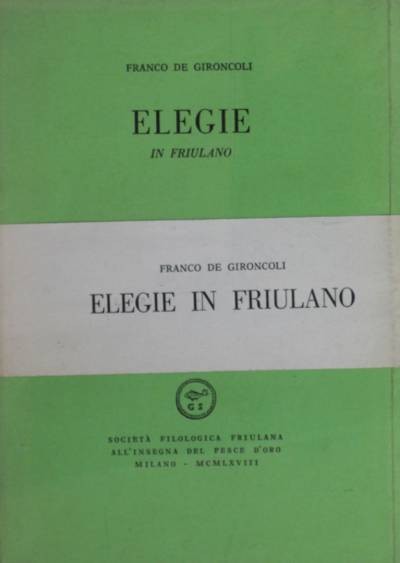 FRANCO DE GIRONCOLI
ELEGIE
IN FRIULANO
FRANCO DE GIRONCOLI
ELEGIE IN FRIULANO
G S
SOCIETÀ FILOLOGICA FRIULANA
ALL'INSEGNA DEL PESCE D'ORO
MILANO - MCMLXVIII